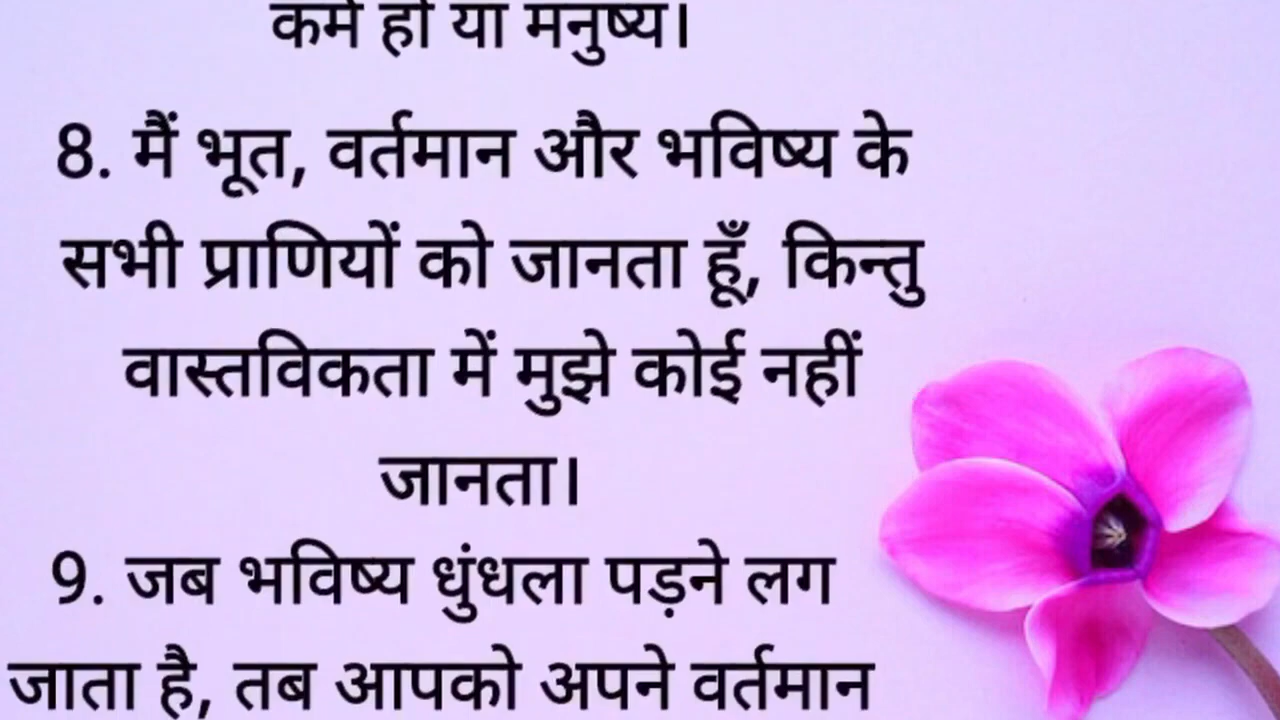 कर्म हो या मनुष्य।
8. मैं भूत, वर्तमान और भविष्य के
सभी प्राणियों को जानता हूँ, किन्तु
वास्तविकता में मुझे कोई नहीं
जानता।
9. जब भविष्य धुंधला पड़ने लग
जाता है, तब आपको अपने वर्तमान